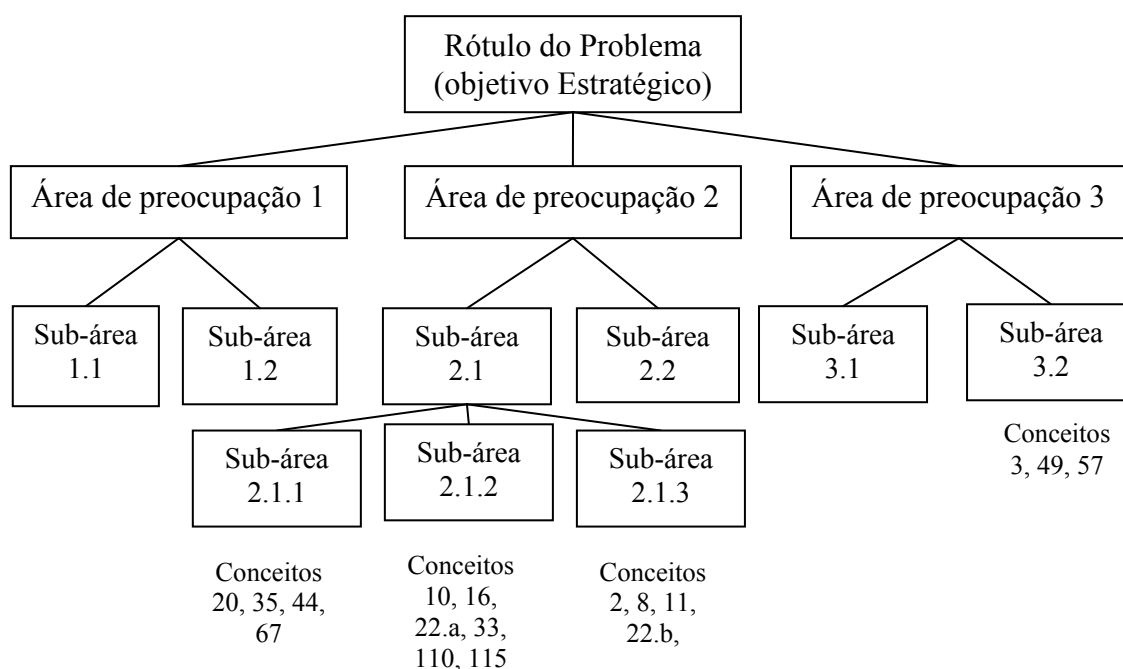 Rótulo do Problema
(objetivo Estratégico)
Área de preocupação 1
Área de preocupação 2
Área de preocupação 3
Sub-área
1.1
Sub-área
1.2
Sub-área
2.1
Sub-área
2.2
Sub-área
3.1
Sub-área
3.2
Sub-área
2.1.1
Sub-área
2.1.2
Sub-área
2.1.3
Conceitos
3, 49, 57
Conceitos
20, 35, 44,
67
Conceitos
10, 16,
22.a, 33,
110, 115
Conceitos
2, 8, 11,
22.b,